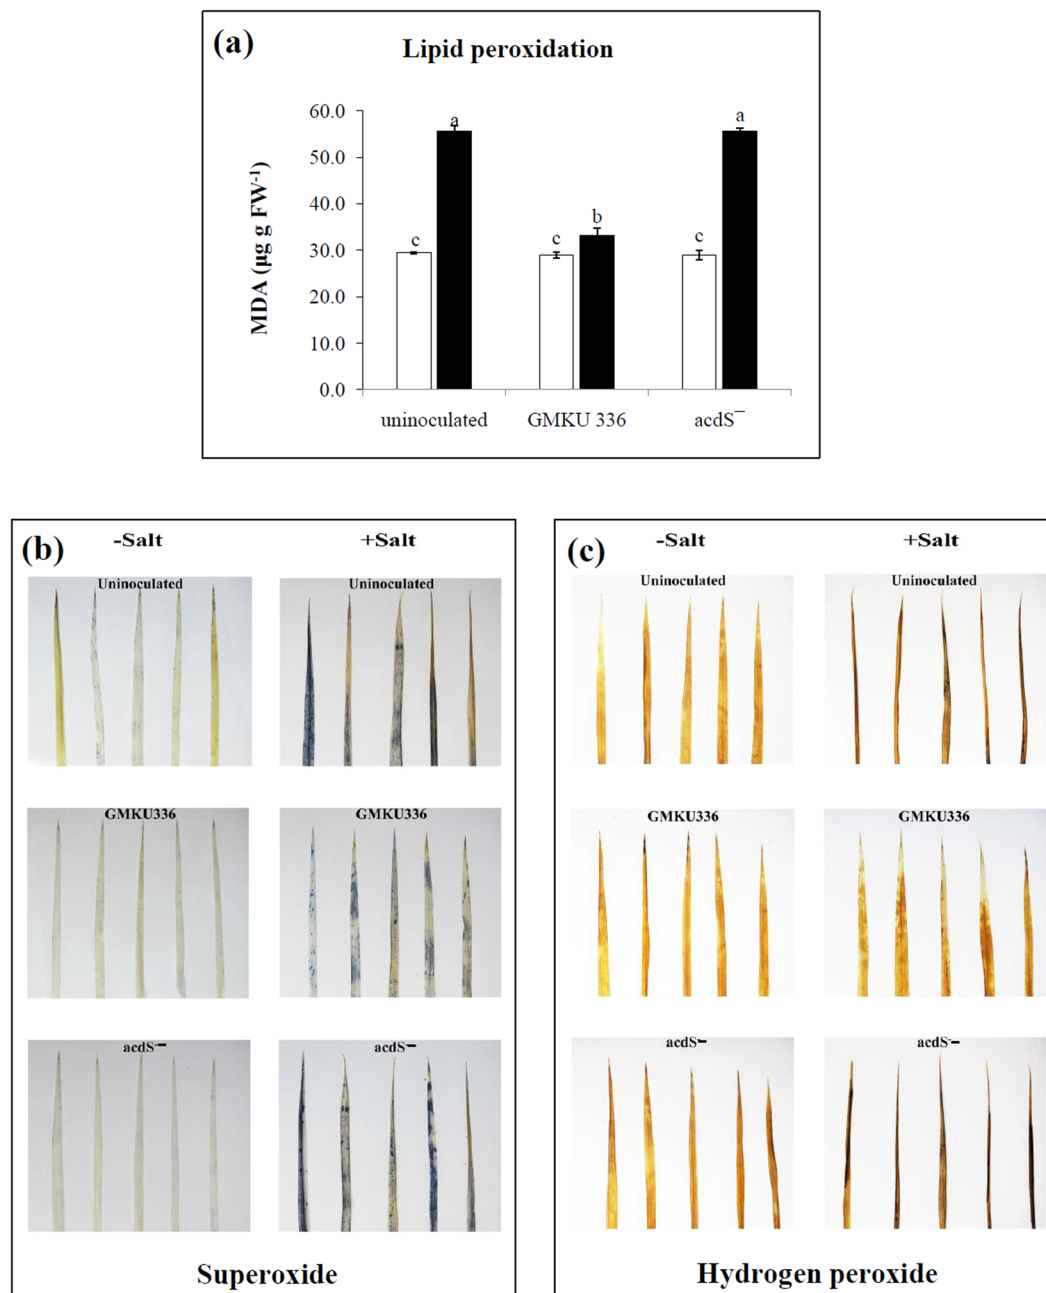 (a)
Lipid peroxidation
MDA (µg g FW⁻¹)
60.0
50.0
40.0
30.0
20.0
10.0
0.0
a
a
b
c
c
c
uninoculated
GMKU 336
acdS¯
(b)
-Salt
+Salt
Uninoculated
Uninoculated
GMKU336
GMKU336
acdS⁻
acdS⁻
Superoxide
(c)
-Salt
+Salt
Uninoculated
Uninoculated
GMKU336
GMKU336
acdS⁻
acdS⁻
Hydrogen peroxide